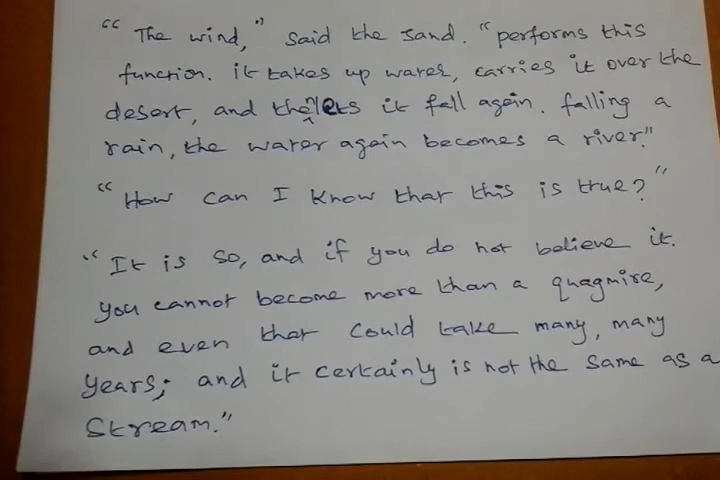 "The wind," said the sand. "performs this
function. it takes up water, carries it over the
desert, and then lets it fall again. falling a
rain, the water again becomes a river."
"How can I know that this is true?"
"It is so, and if you do not believe it.
you cannot become more than a quagmire,
and even that could take many, many
years; and it certainly is not the same as a
stream."